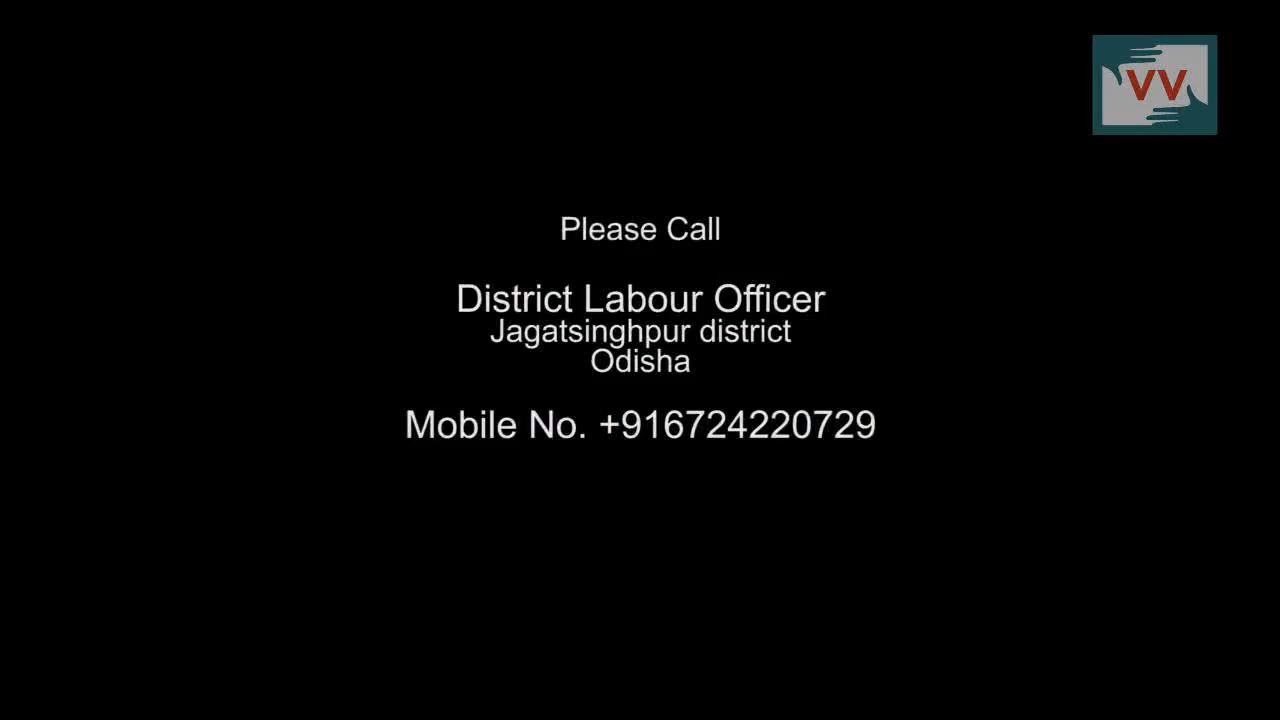 VV
Please Call
District Labour Officer
Jagatsinghpur district
Odisha
Mobile No. +916724220729